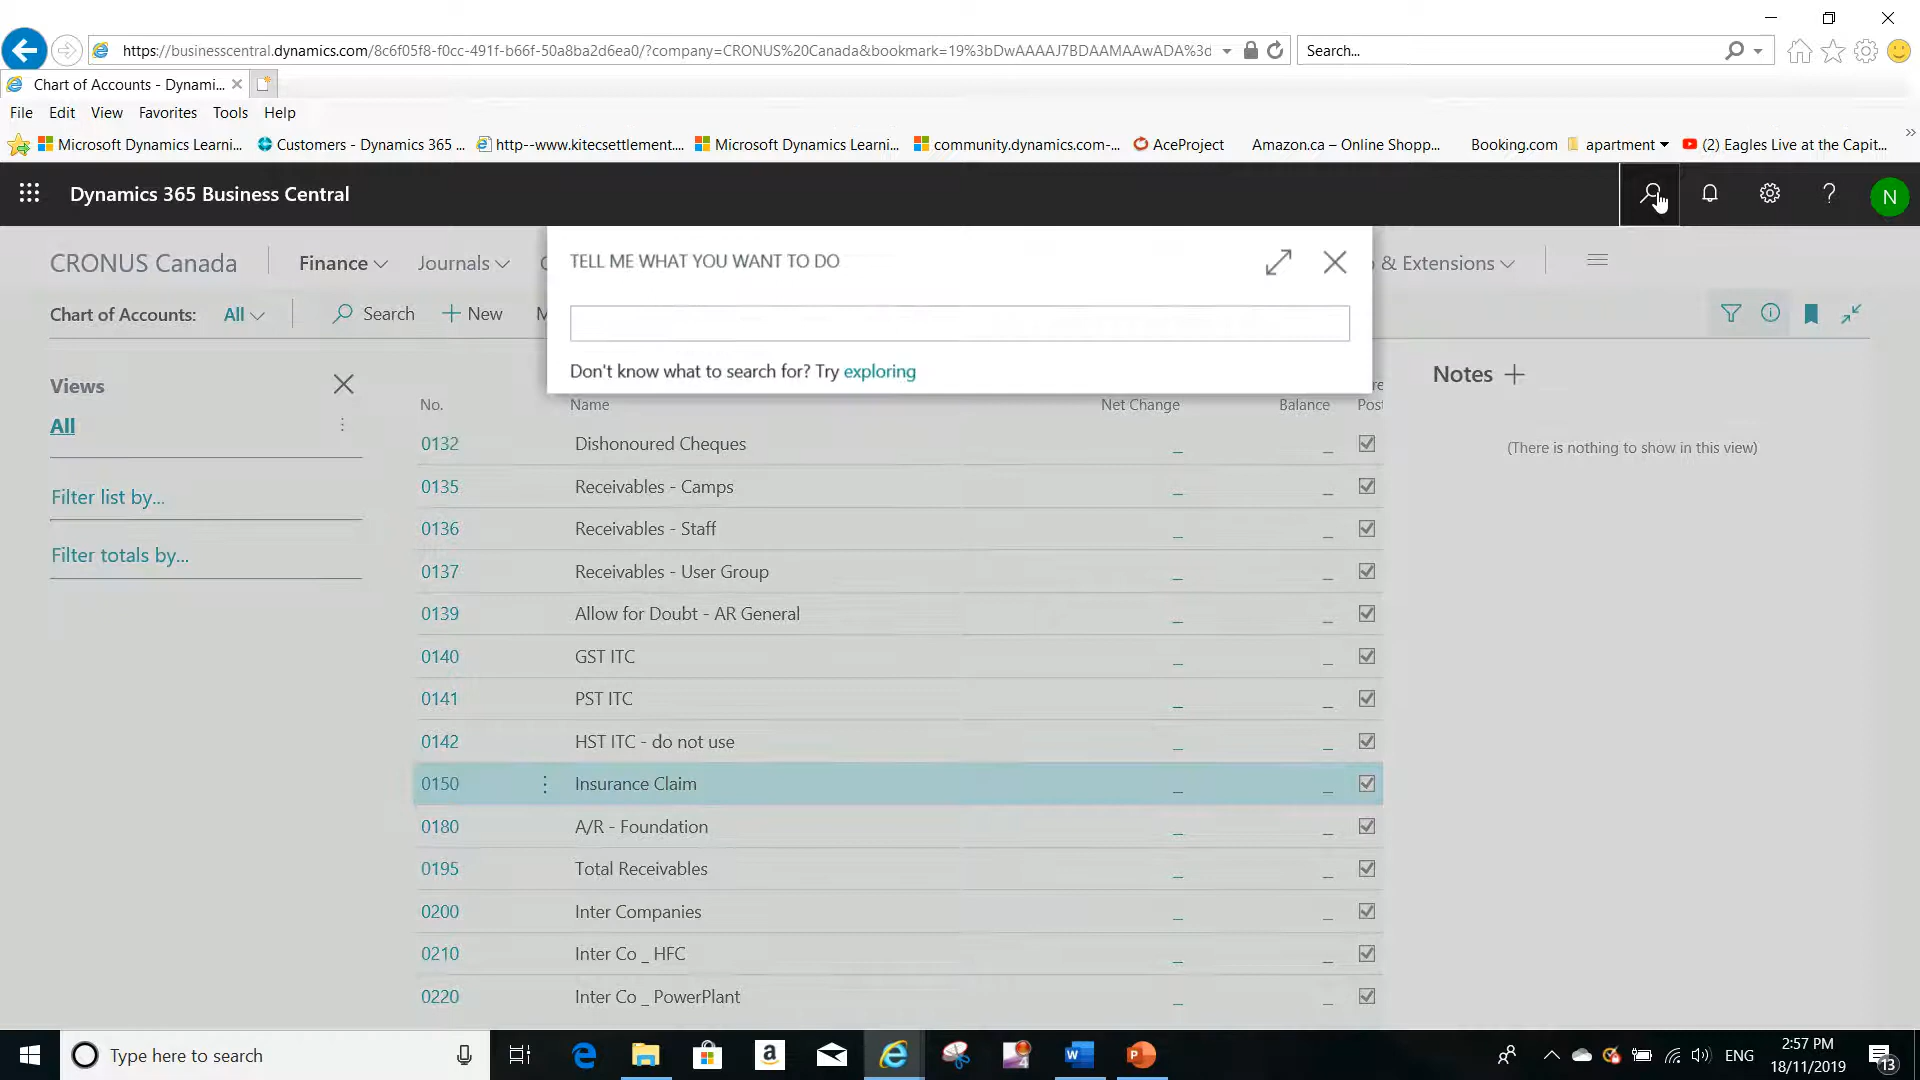 https://businesscentral.dynamics.com/8c6f05f8-f0cc-491f-b66f-50a8ba2d6ea0/?company=CRONUS%20Canada&bookmark=19%3bDwAAAAJ7BDAAMAAwADA%3d
Search...
Chart of Accounts - Dynami...
File Edit View Favorites Tools Help
Microsoft Dynamics Learni... Customers - Dynamics 365 ... http--www.kitecsettlement.... Microsoft Dynamics Learni... community.dynamics.com-... AceProject Amazon.ca – Online Shopp... Booking.com apartment (2) Eagles Live at the Capit... »
Dynamics 365 Business Central ? N
TELL ME WHAT YOU WANT TO DO
CRONUS Canada Finance Journals & Extensions
Chart of Accounts: All Search + New
Don't know what to search for? Try exploring
Views
All
Filter list by...
Filter totals by...
No. Name Net Change Balance Post
0132 Dishonoured Cheques _ _
0135 Receivables - Camps _ _
0136 Receivables - Staff _ _
0137 Receivables - User Group _ _
0139 Allow for Doubt - AR General _ _
0140 GST ITC _ _
0141 PST ITC _ _
0142 HST ITC - do not use _ _
0150 Insurance Claim _ _
0180 A/R - Foundation _ _
0195 Total Receivables _ _
0200 Inter Companies _ _
0210 Inter Co _ HFC _ _
0220 Inter Co _ PowerPlant _ _
Notes +
(There is nothing to show in this view)
Type here to search
ENG
2:57 PM
18/11/2019
13